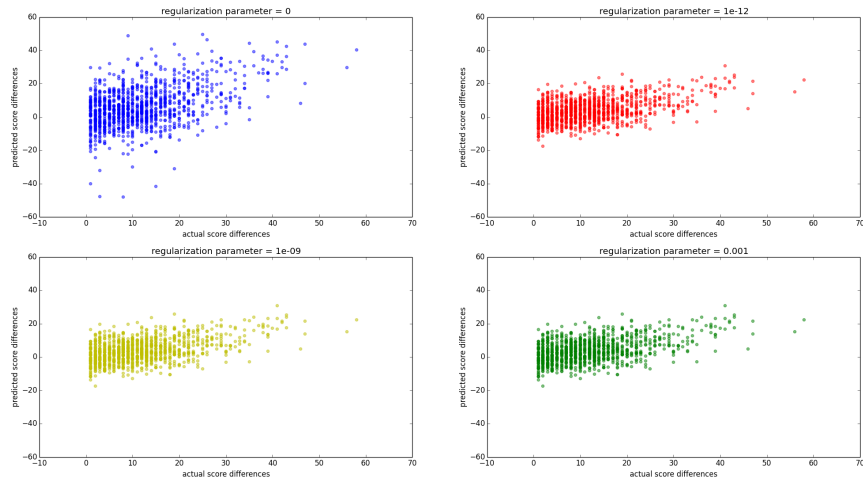 regularization parameter = 0
60
40
20
0
−20
−40
−60
predicted score differences
−10 0 10 20 30 40 50 60 70
actual score differences
regularization parameter = 1e-12
60
40
20
0
−20
−40
−60
predicted score differences
−10 0 10 20 30 40 50 60 70
actual score differences
regularization parameter = 1e-09
60
40
20
0
−20
−40
−60
predicted score differences
−10 0 10 20 30 40 50 60 70
actual score differences
regularization parameter = 0.001
60
40
20
0
−20
−40
−60
predicted score differences
−10 0 10 20 30 40 50 60 70
actual score differences